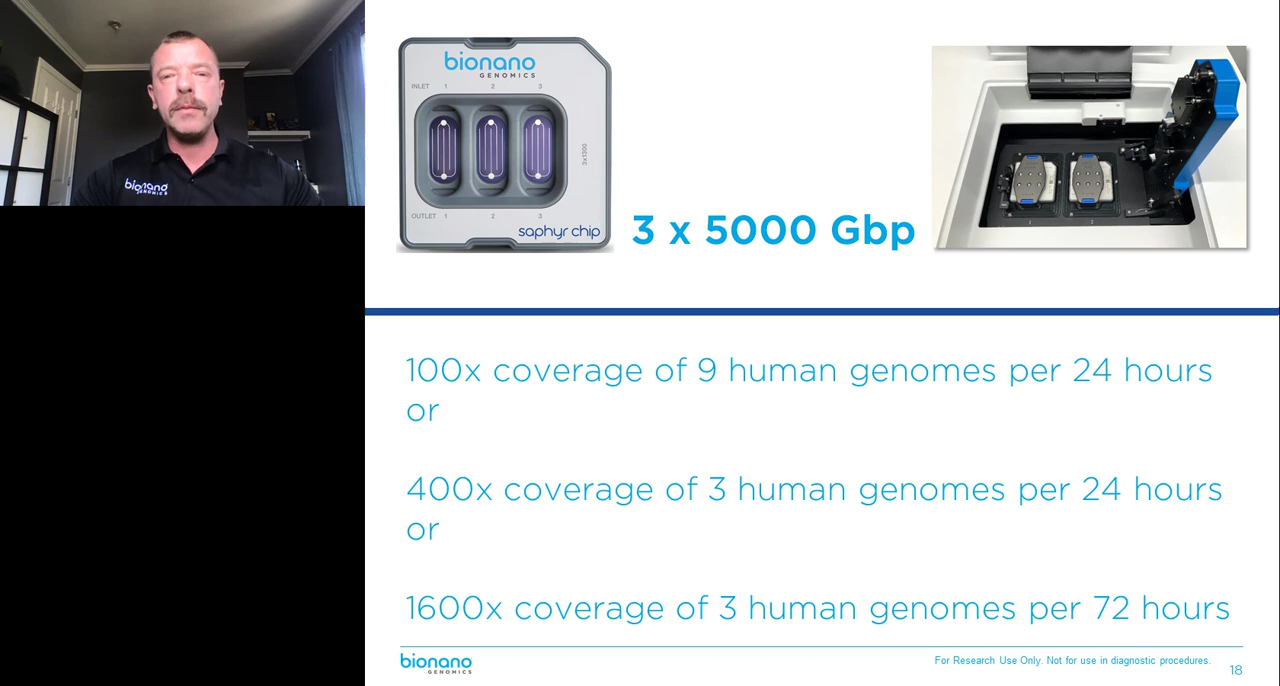 bionano
GENOMICS
bionano
GENOMICS
INLET 1 2 3
3x1300
OUTLET 1 2 3
saphyr chip
3 x 5000 Gbp
100x coverage of 9 human genomes per 24 hours
or
400x coverage of 3 human genomes per 24 hours
or
1600x coverage of 3 human genomes per 72 hours
bionano
GENOMICS
For Research Use Only. Not for use in diagnostic procedures.
18